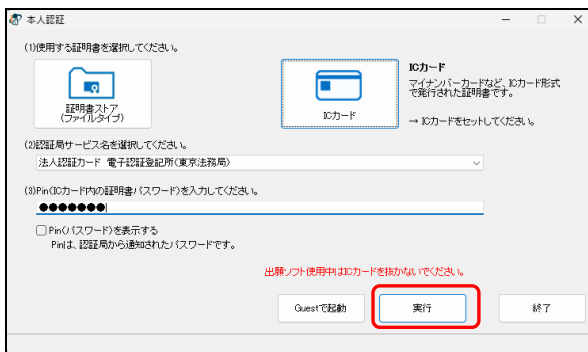 本人認証
(1)使用する証明書を選択してください。
証明書ストア
(ファイルタイプ)
ICカード
ICカード
マイナンバーカードなど、ICカード形式
で発行された証明書です。
→ ICカードをセットしてください。
(2)認証局サービス名を選択してください。
法人認証カード 電子認証登記所(東京法務局)
(3)Pin(ICカード内の証明書パスワード)を入力してください。
●●●●●●●
Pin(パスワード)を表示する
Pinは、認証局から通知されたパスワードです。
出願ソフト使用中はICカードを抜かないでください。
Guestで起動
実行
終了